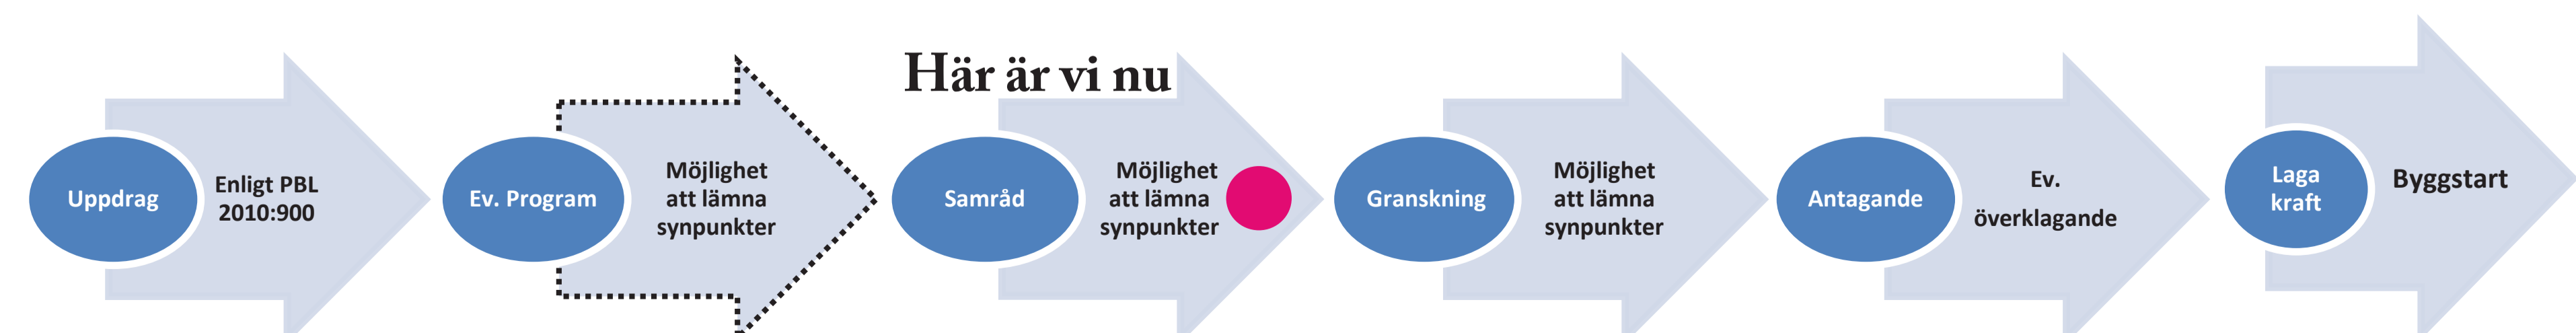 Här är vi nu
Uppdrag
Enligt PBL
2010:900
Ev. Program
Möjlighet
att lämna
synpunkter
Samråd
Möjlighet
att lämna
synpunkter
Granskning
Möjlighet
att lämna
synpunkter
Antagande
Ev.
överklagande
Laga
kraft
Byggstart